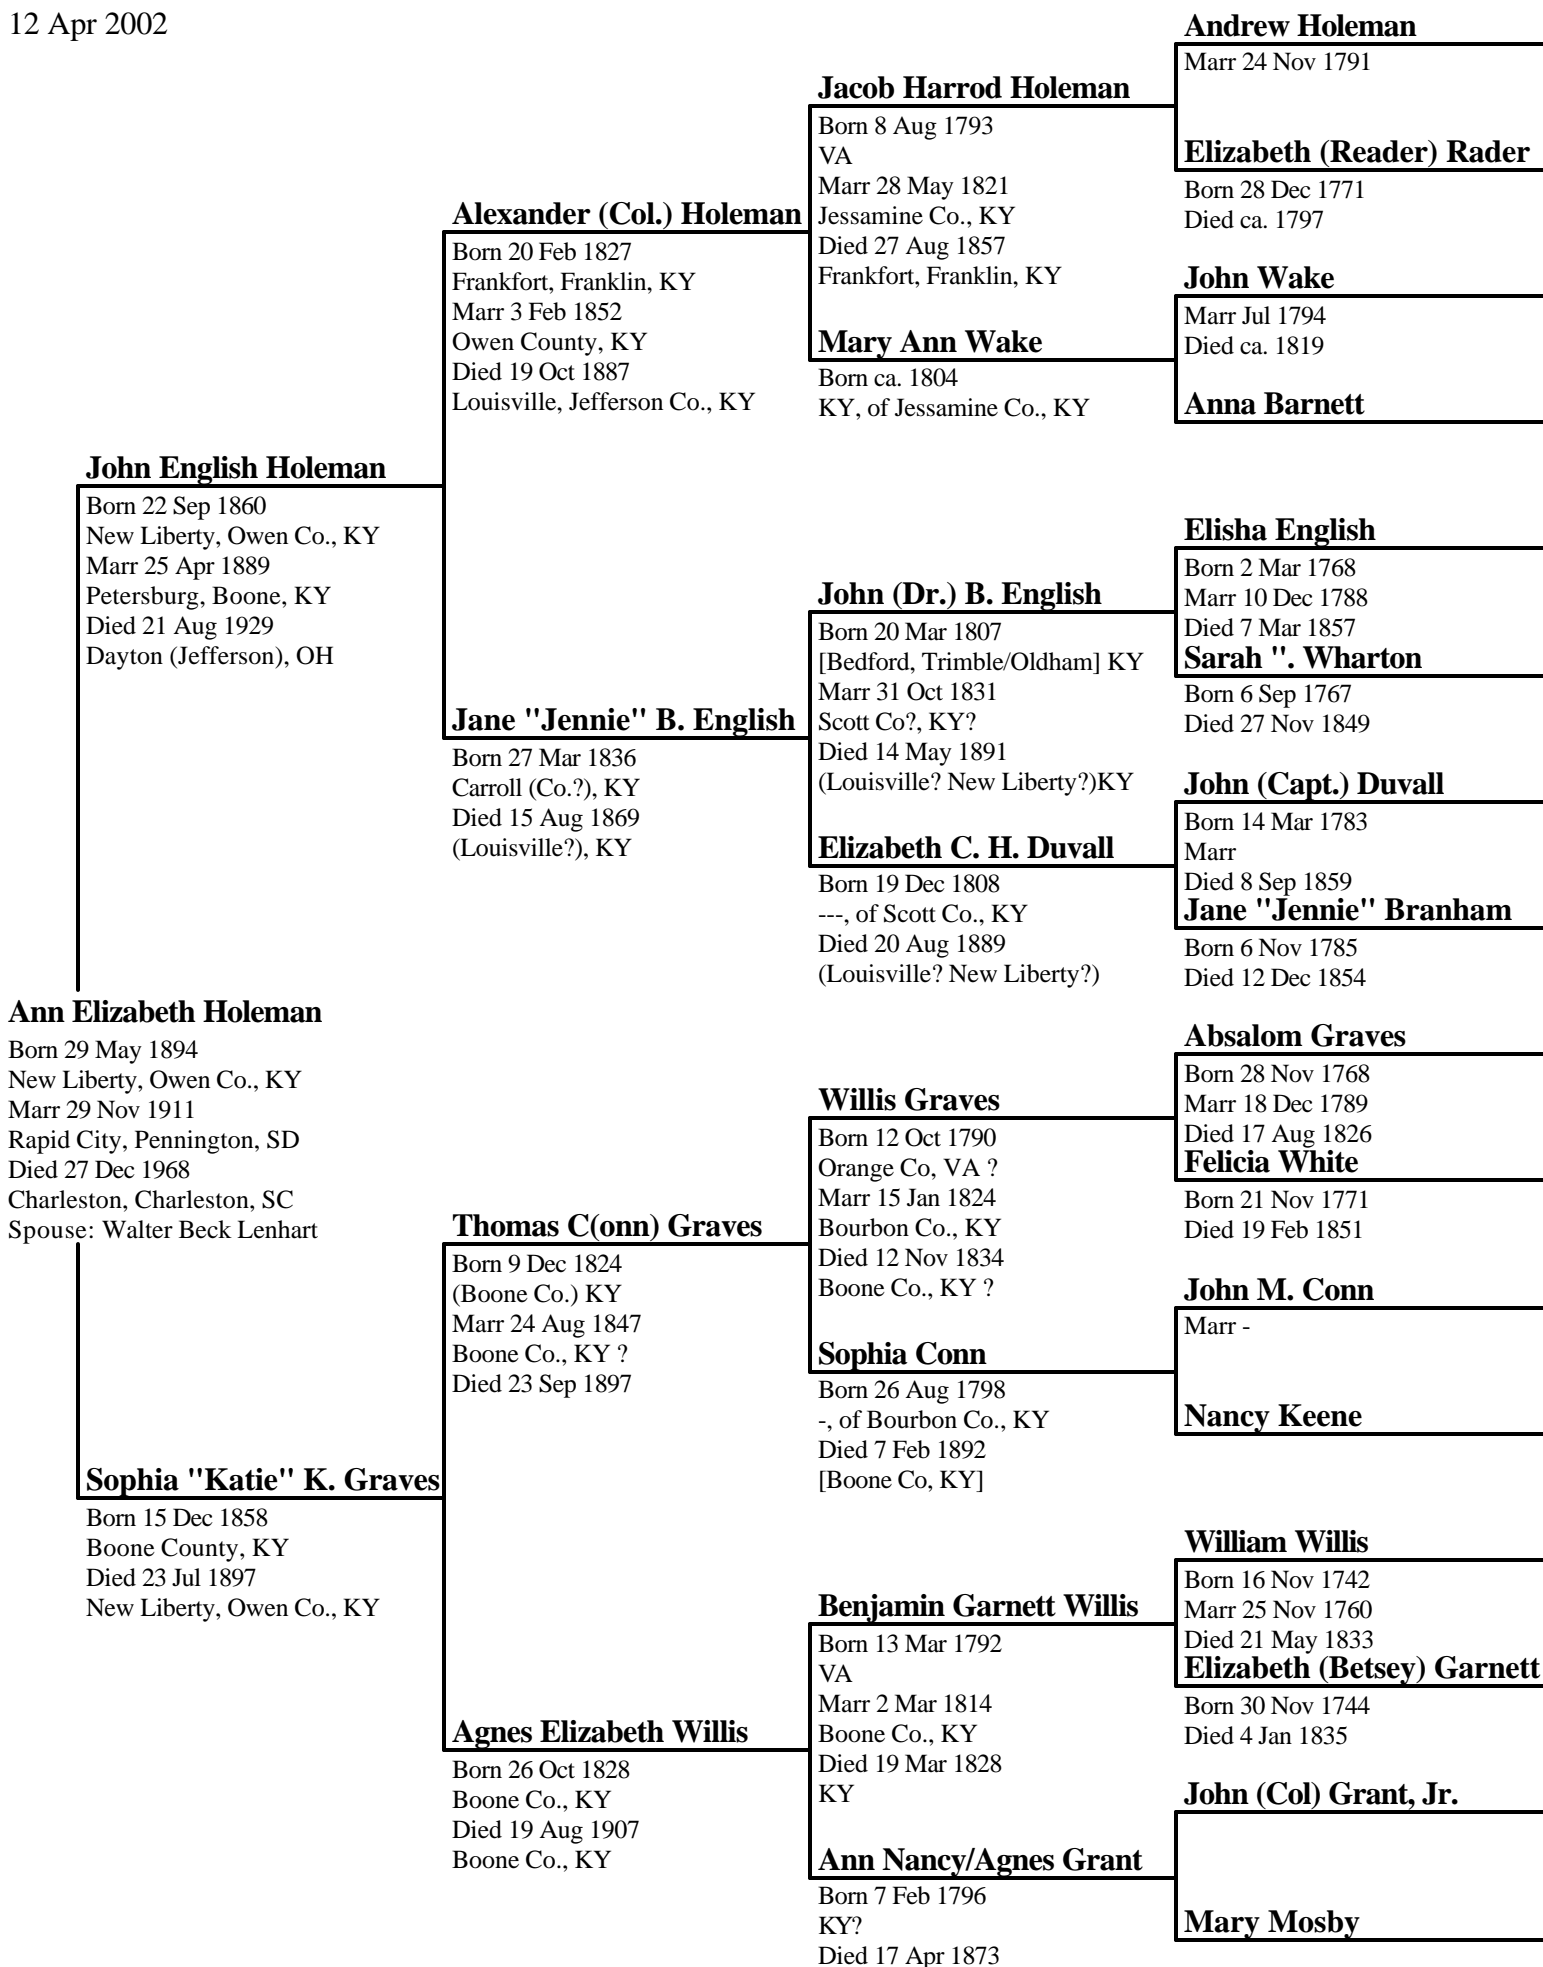 12 Apr 2002
Andrew Holeman
Marr 24 Nov 1791
Jacob Harrod Holeman
Born 8 Aug 1793
VA
Marr 28 May 1821
Jessamine Co., KY
Died 27 Aug 1857
Frankfort, Franklin, KY
Elizabeth (Reader) Rader
Born 28 Dec 1771
Died ca. 1797
Alexander (Col.) Holeman
Born 20 Feb 1827
Frankfort, Franklin, KY
Marr 3 Feb 1852
Owen County, KY
Died 19 Oct 1887
Louisville, Jefferson Co., KY
John Wake
Marr Jul 1794
Died ca. 1819
Mary Ann Wake
Born ca. 1804
KY, of Jessamine Co., KY
Anna Barnett
John English Holeman
Born 22 Sep 1860
New Liberty, Owen Co., KY
Marr 25 Apr 1889
Petersburg, Boone, KY
Died 21 Aug 1929
Dayton (Jefferson), OH
Elisha English
Born 2 Mar 1768
Marr 10 Dec 1788
Died 7 Mar 1857
John (Dr.) B. English
Born 20 Mar 1807
[Bedford, Trimble/Oldham] KY
Marr 31 Oct 1831
Scott Co?, KY?
Died 14 May 1891
(Louisville? New Liberty?)KY
Sarah ". Wharton
Born 6 Sep 1767
Died 27 Nov 1849
Jane "Jennie" B. English
Born 27 Mar 1836
Carroll (Co.?), KY
Died 15 Aug 1869
(Louisville?), KY
John (Capt.) Duvall
Born 14 Mar 1783
Marr
Died 8 Sep 1859
Elizabeth C. H. Duvall
Born 19 Dec 1808
---, of Scott Co., KY
Died 20 Aug 1889
(Louisville? New Liberty?)
Jane "Jennie" Branham
Born 6 Nov 1785
Died 12 Dec 1854
Ann Elizabeth Holeman
Born 29 May 1894
New Liberty, Owen Co., KY
Marr 29 Nov 1911
Rapid City, Pennington, SD
Died 27 Dec 1968
Charleston, Charleston, SC
Spouse: Walter Beck Lenhart
Absalom Graves
Born 28 Nov 1768
Marr 18 Dec 1789
Died 17 Aug 1826
Willis Graves
Born 12 Oct 1790
Orange Co, VA ?
Marr 15 Jan 1824
Bourbon Co., KY
Died 12 Nov 1834
Boone Co., KY ?
Felicia White
Born 21 Nov 1771
Died 19 Feb 1851
Thomas C(onn) Graves
Born 9 Dec 1824
(Boone Co.) KY
Marr 24 Aug 1847
Boone Co., KY ?
Died 23 Sep 1897
John M. Conn
Marr -
Sophia Conn
Born 26 Aug 1798
-, of Bourbon Co., KY
Died 7 Feb 1892
[Boone Co, KY]
Nancy Keene
Sophia "Katie" K. Graves
Born 15 Dec 1858
Boone County, KY
Died 23 Jul 1897
New Liberty, Owen Co., KY
William Willis
Born 16 Nov 1742
Marr 25 Nov 1760
Died 21 May 1833
Benjamin Garnett Willis
Born 13 Mar 1792
VA
Marr 2 Mar 1814
Boone Co., KY
Died 19 Mar 1828
KY
Elizabeth (Betsey) Garnett
Born 30 Nov 1744
Died 4 Jan 1835
Agnes Elizabeth Willis
Born 26 Oct 1828
Boone Co., KY
Died 19 Aug 1907
Boone Co., KY
John (Col) Grant, Jr.
Ann Nancy/Agnes Grant
Born 7 Feb 1796
KY?
Died 17 Apr 1873
Mary Mosby